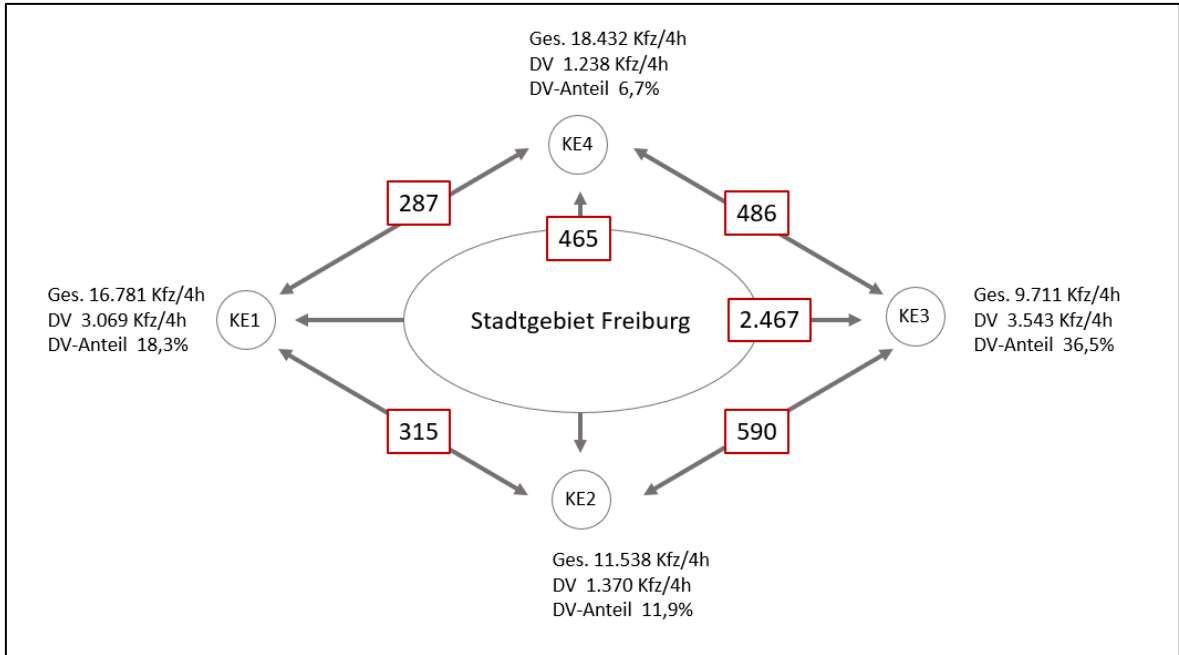 Ges. 18.432 Kfz/4h
DV 1.238 Kfz/4h
DV-Anteil 6,7%
KE4
287
486
465
Ges. 16.781 Kfz/4h
DV 3.069 Kfz/4h
DV-Anteil 18,3%
KE1
Stadtgebiet Freiburg
2.467
KE3
Ges. 9.711 Kfz/4h
DV 3.543 Kfz/4h
DV-Anteil 36,5%
315
590
KE2
Ges. 11.538 Kfz/4h
DV 1.370 Kfz/4h
DV-Anteil 11,9%